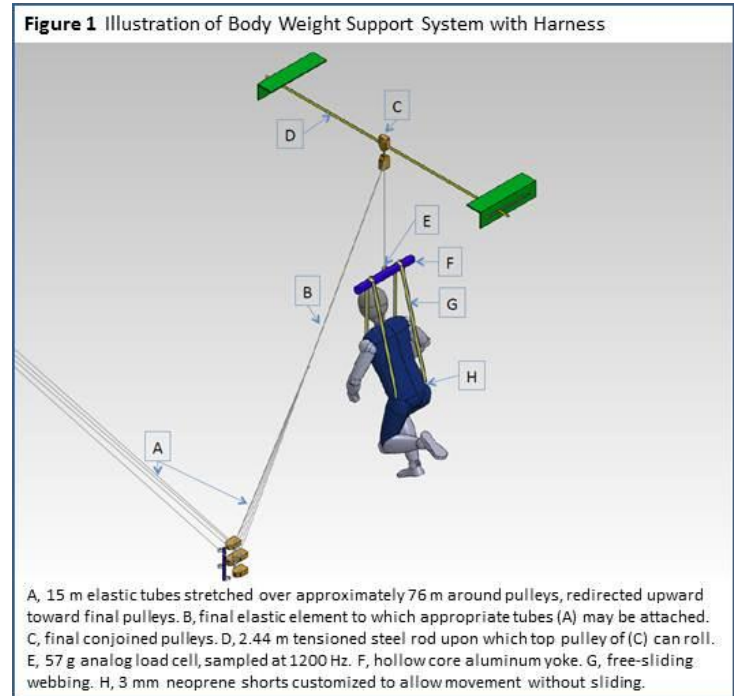 Figure 1 Illustration of Body Weight Support System with Harness
C
D
E
F
B
G
H
A
A, 15 m elastic tubes stretched over approximately 76 m around pulleys, redirected upward
toward final pulleys. B, final elastic element to which appropriate tubes (A) may be attached.
C, final conjoined pulleys. D, 2.44 m tensioned steel rod upon which top pulley of (C) can roll.
E, 57 g analog load cell, sampled at 1200 Hz. F, hollow core aluminum yoke. G, free-sliding
webbing. H, 3 mm neoprene shorts customized to allow movement without sliding.